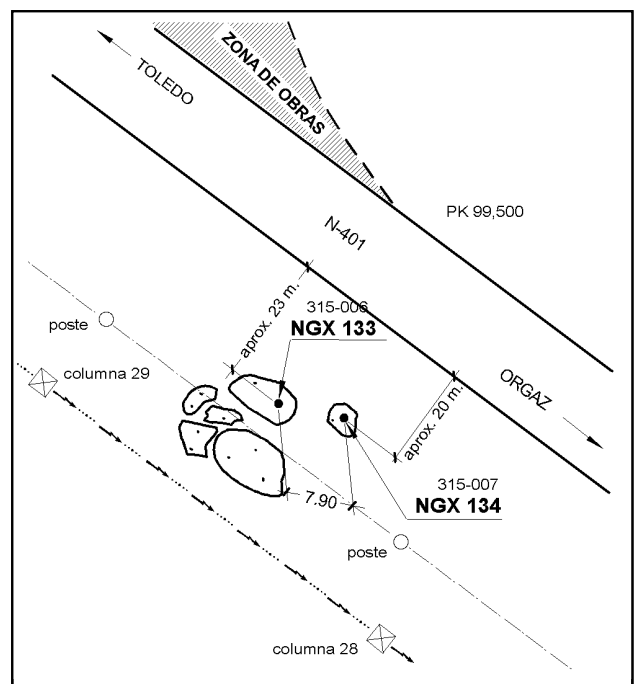 ZONA DE OBRAS
TOLEDO
PK 99,500
N-401
315-006
NGX 133
aprox. 23 m.
poste
columna 29
ORGAZ
aprox. 20 m.
315-007
NGX 134
7.90
poste
columna 28